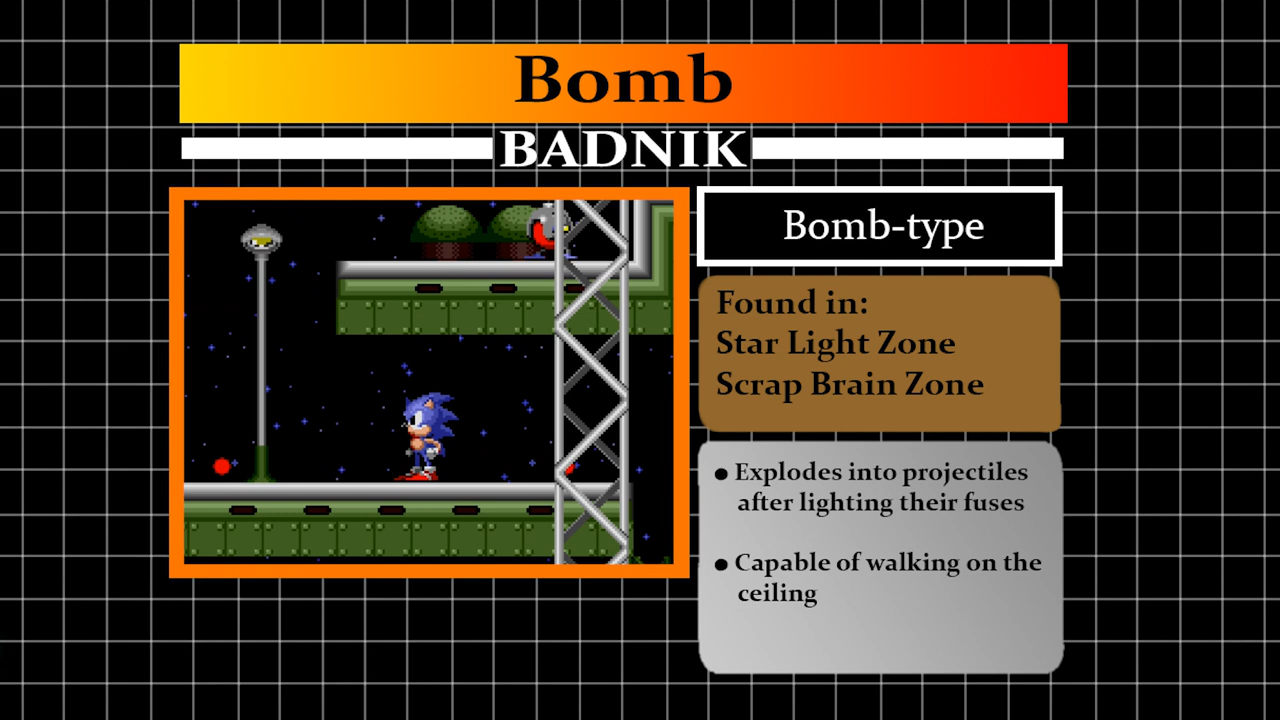 Bomb
BADNIK
Bomb-type
Found in:
Star Light Zone
Scrap Brain Zone
● Explodes into projectiles
after lighting their fuses
● Capable of walking on the
ceiling